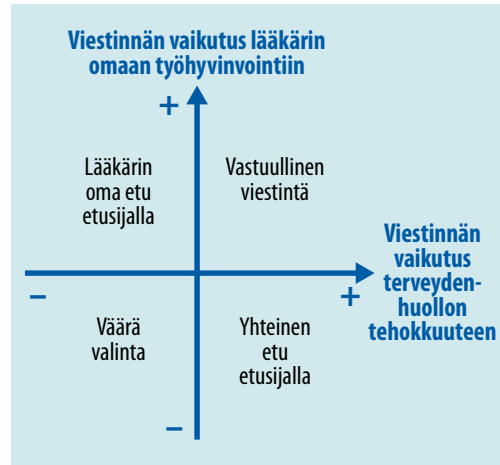 Viestinnän vaikutus lääkärin
omaan työhyvinvointiin
+
Lääkärin
oma etu
etusijalla
Vastuullinen
viestintä
Viestinnän
vaikutus
terveyden-
huollon
tehokkuuteen
–
+
Väärä
valinta
Yhteinen
etu
etusijalla
–